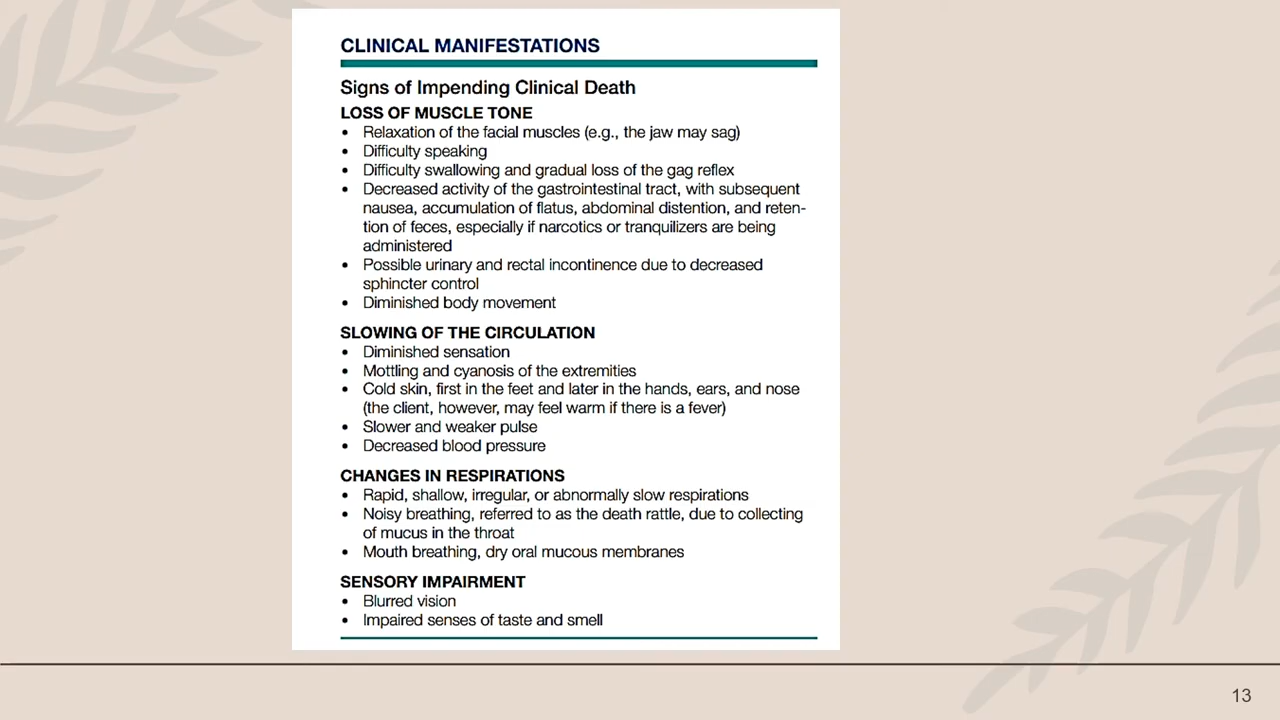 CLINICAL MANIFESTATIONS
Signs of Impending Clinical Death
LOSS OF MUSCLE TONE
• Relaxation of the facial muscles (e.g., the jaw may sag)
• Difficulty speaking
• Difficulty swallowing and gradual loss of the gag reflex
• Decreased activity of the gastrointestinal tract, with subsequent
nausea, accumulation of flatus, abdominal distention, and reten-
tion of feces, especially if narcotics or tranquilizers are being
administered
• Possible urinary and rectal incontinence due to decreased
sphincter control
• Diminished body movement
SLOWING OF THE CIRCULATION
• Diminished sensation
• Mottling and cyanosis of the extremities
• Cold skin, first in the feet and later in the hands, ears, and nose
(the client, however, may feel warm if there is a fever)
• Slower and weaker pulse
• Decreased blood pressure
CHANGES IN RESPIRATIONS
• Rapid, shallow, irregular, or abnormally slow respirations
• Noisy breathing, referred to as the death rattle, due to collecting
of mucus in the throat
• Mouth breathing, dry oral mucous membranes
SENSORY IMPAIRMENT
• Blurred vision
• Impaired senses of taste and smell
13